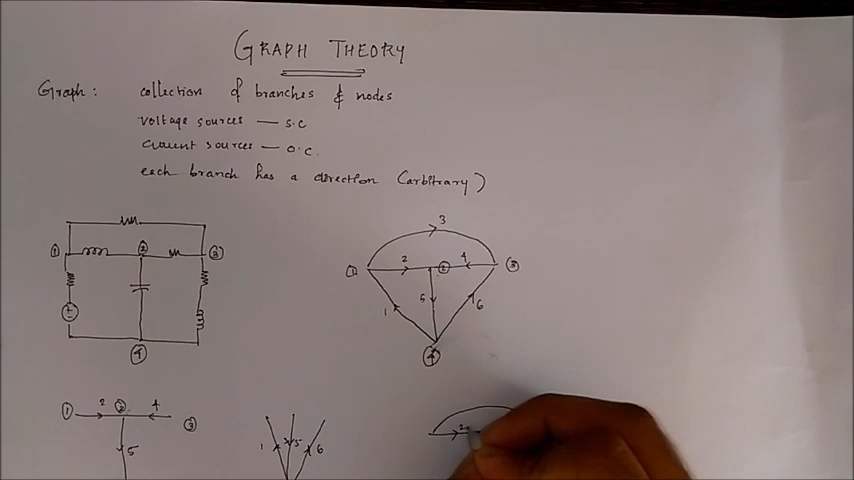 GRAPH THEORY
Graph: collection of branches & nodes
voltage sources — s.c
current sources — o.c.
each branch has a direction (arbitrary)
1 2 3
4
3
1 2 2 4 3
5
1 6
4
1 2 2 4 3
5
1 5 6
2